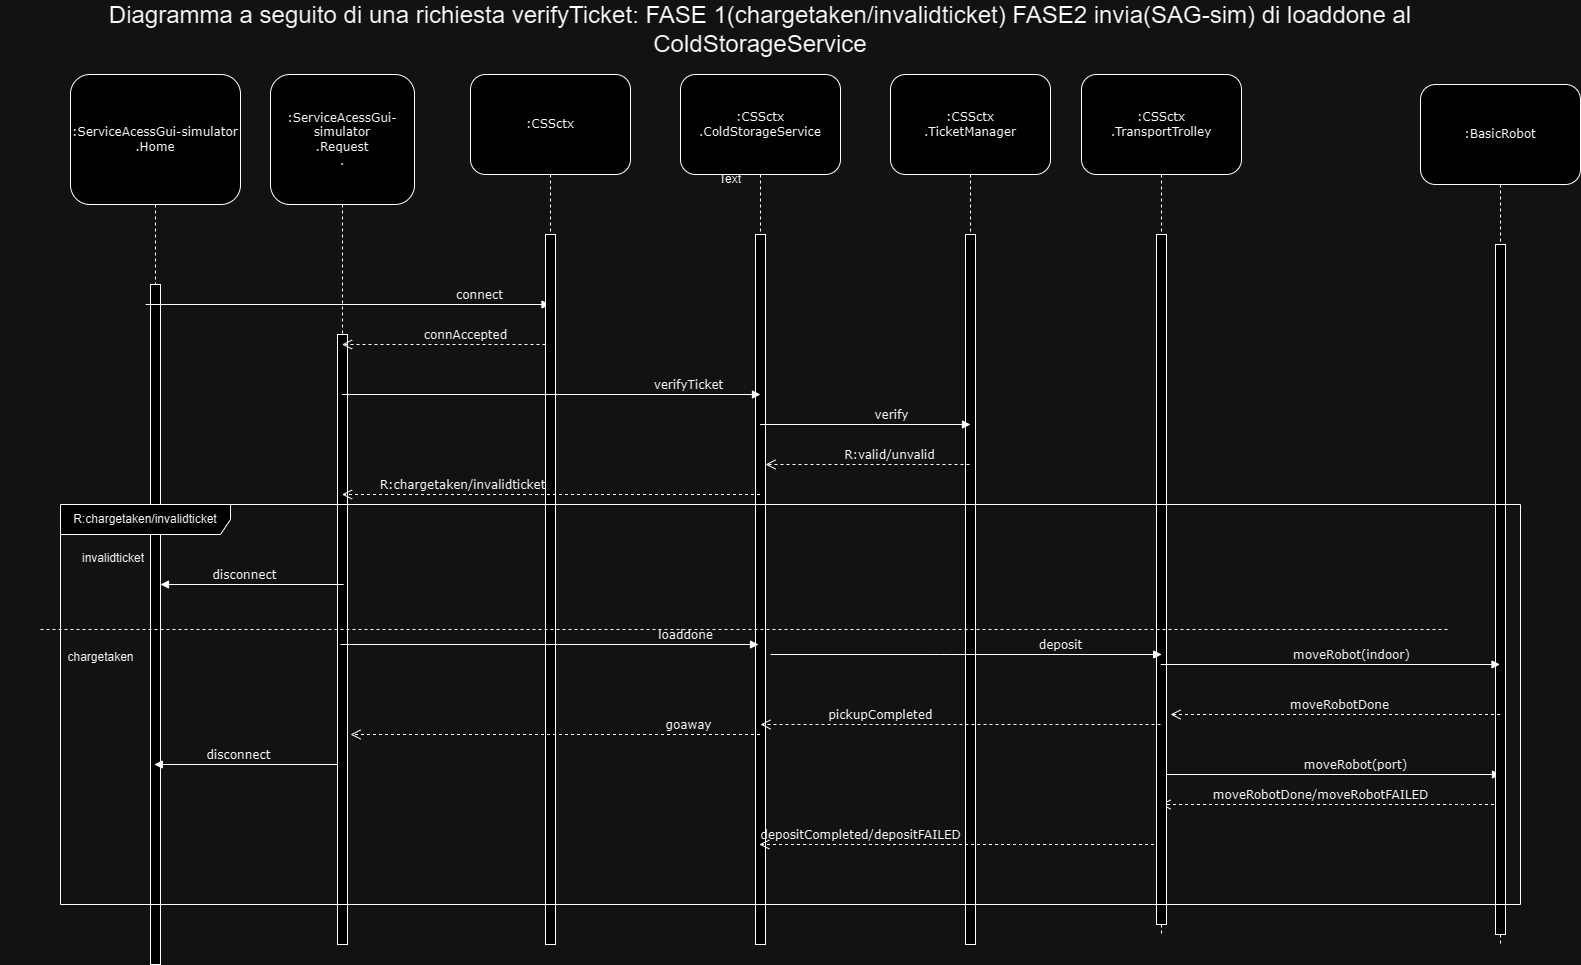 Diagramma a seguito di una richiesta verifyTicket: FASE 1(chargetaken/invalidticket) FASE2 invia(SAG-sim) di loaddone al
ColdStorageService
:ServiceAcessGui-simulator
.Home
:ServiceAcessGui-
simulator
.Request
.
:CSSctx
:CSSctx
.ColdStorageService
:CSSctx
.TicketManager
:CSSctx
.TransportTrolley
:BasicRobot
Text
connect
connAccepted
verifyTicket
verify
R:valid/unvalid
R:chargetaken/invalidticket
R:chargetaken/invalidticket
invalidticket
disconnect
loaddone
deposit
chargetaken
moveRobot(indoor)
moveRobotDone
pickupCompleted
goaway
disconnect
moveRobot(port)
moveRobotDone/moveRobotFAILED
depositCompleted/depositFAILED